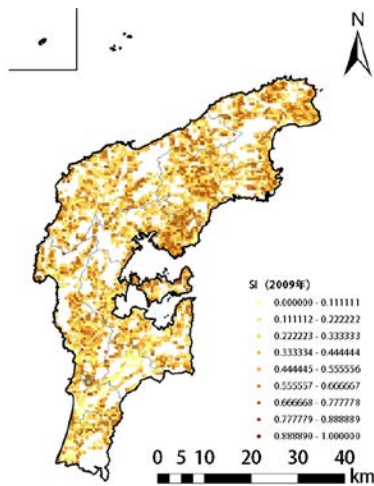 N
SI (2009年)
0.000000 - 0.111111
0.111112 - 0.222222
0.222223 - 0.333333
0.333334 - 0.444444
0.444445 - 0.555556
0.555557 - 0.666667
0.666668 - 0.777778
0.777779 - 0.888889
0.888890 - 1.000000
0 5 10 20 30 40
km